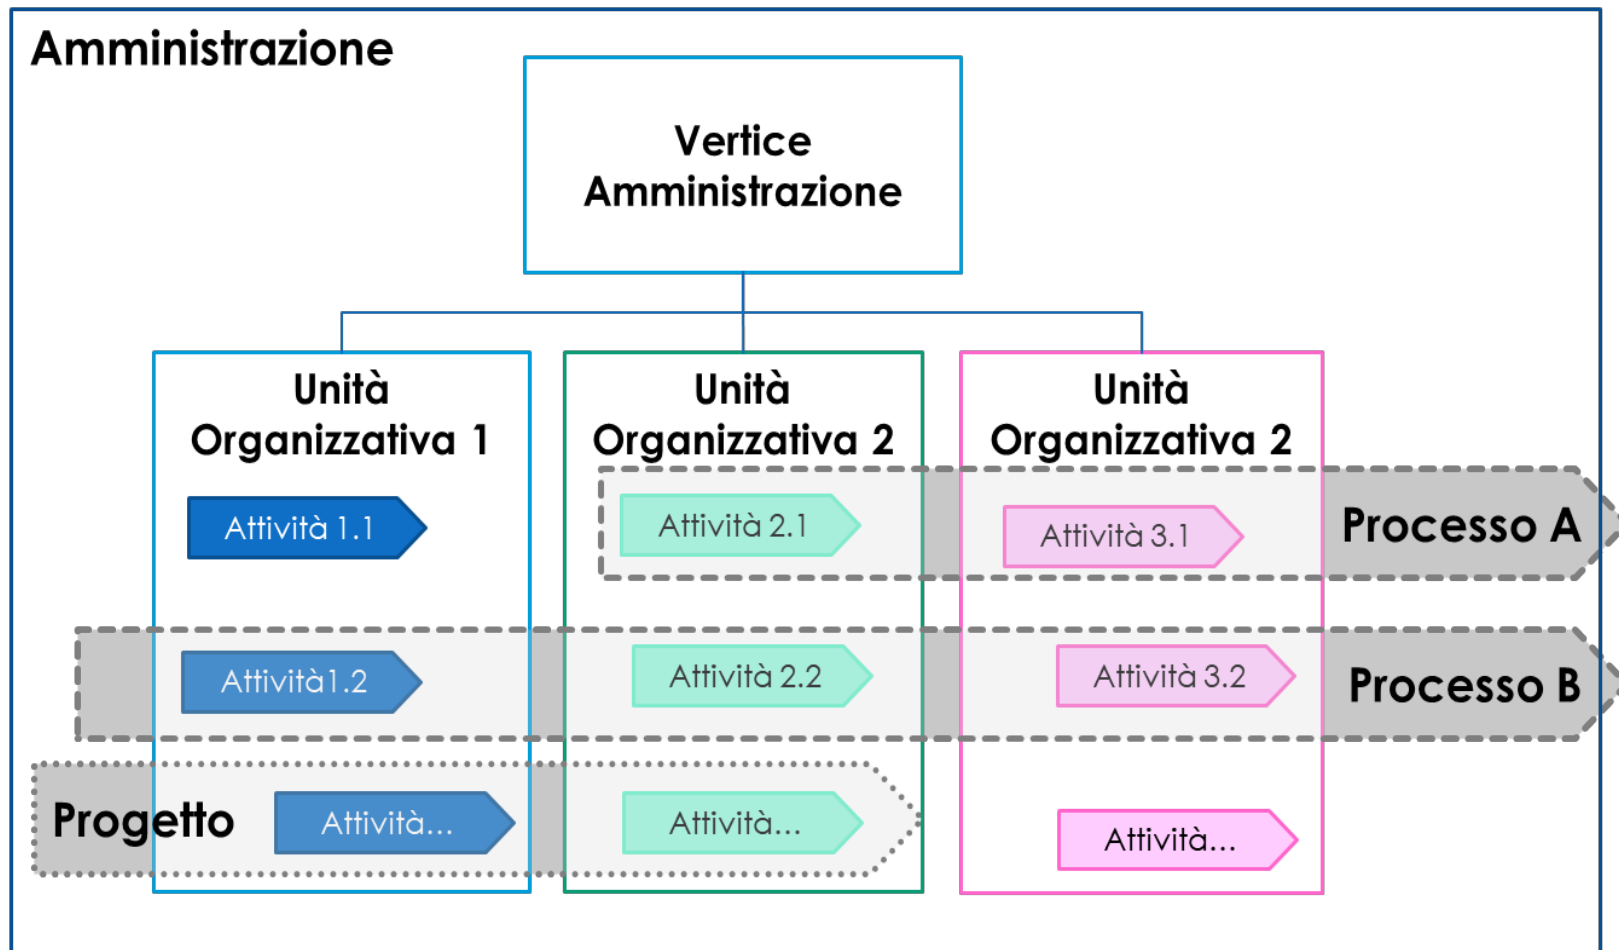 Amministrazione
Vertice
Amministrazione
Unità
Organizzativa 1
Unità
Organizzativa 2
Unità
Organizzativa 2
Attività 1.1
Attività 2.1
Attività 3.1
Processo A
Attività1.2
Attività 2.2
Attività 3.2
Processo B
Progetto
Attività...
Attività...
Attività...